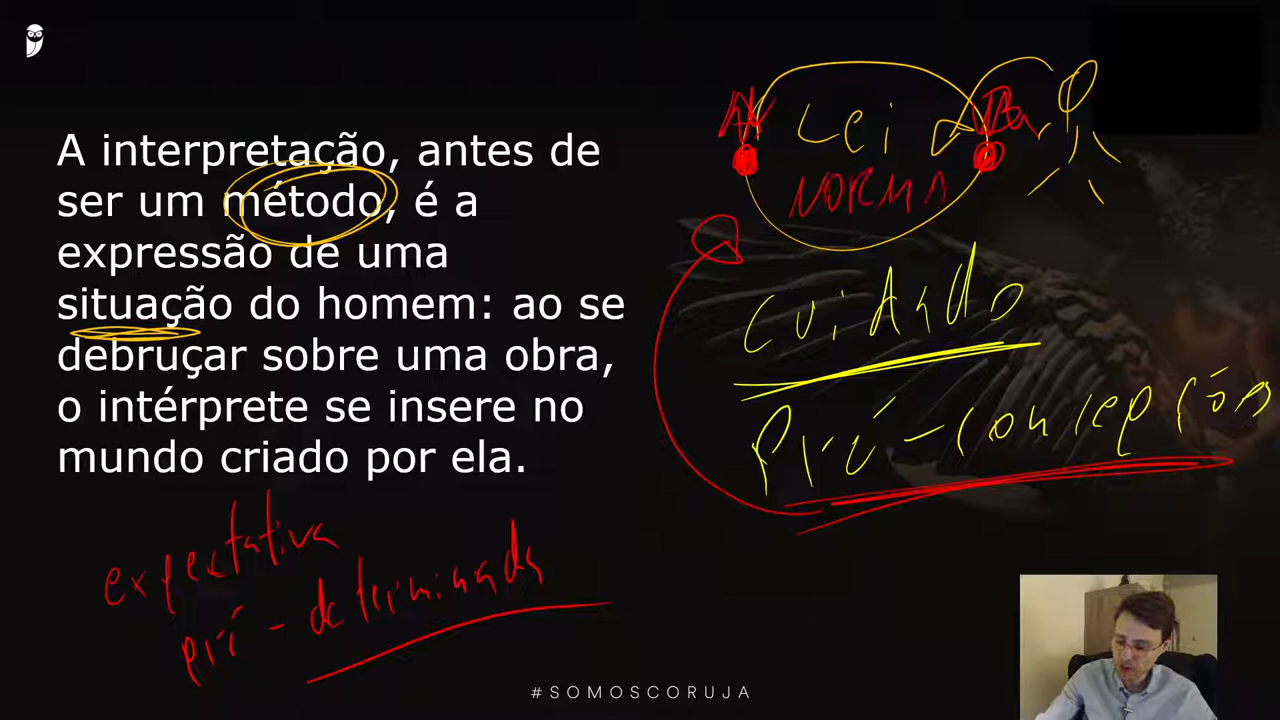 A interpretação, antes de
ser um método, é a
expressão de uma
situação do homem: ao se
debruçar sobre uma obra,
o intérprete se insere no
mundo criado por ela.
expectativa
pré-determinada
Lei
NORMA
cuidado
Pré-concepções
#SOMOSCORUJA